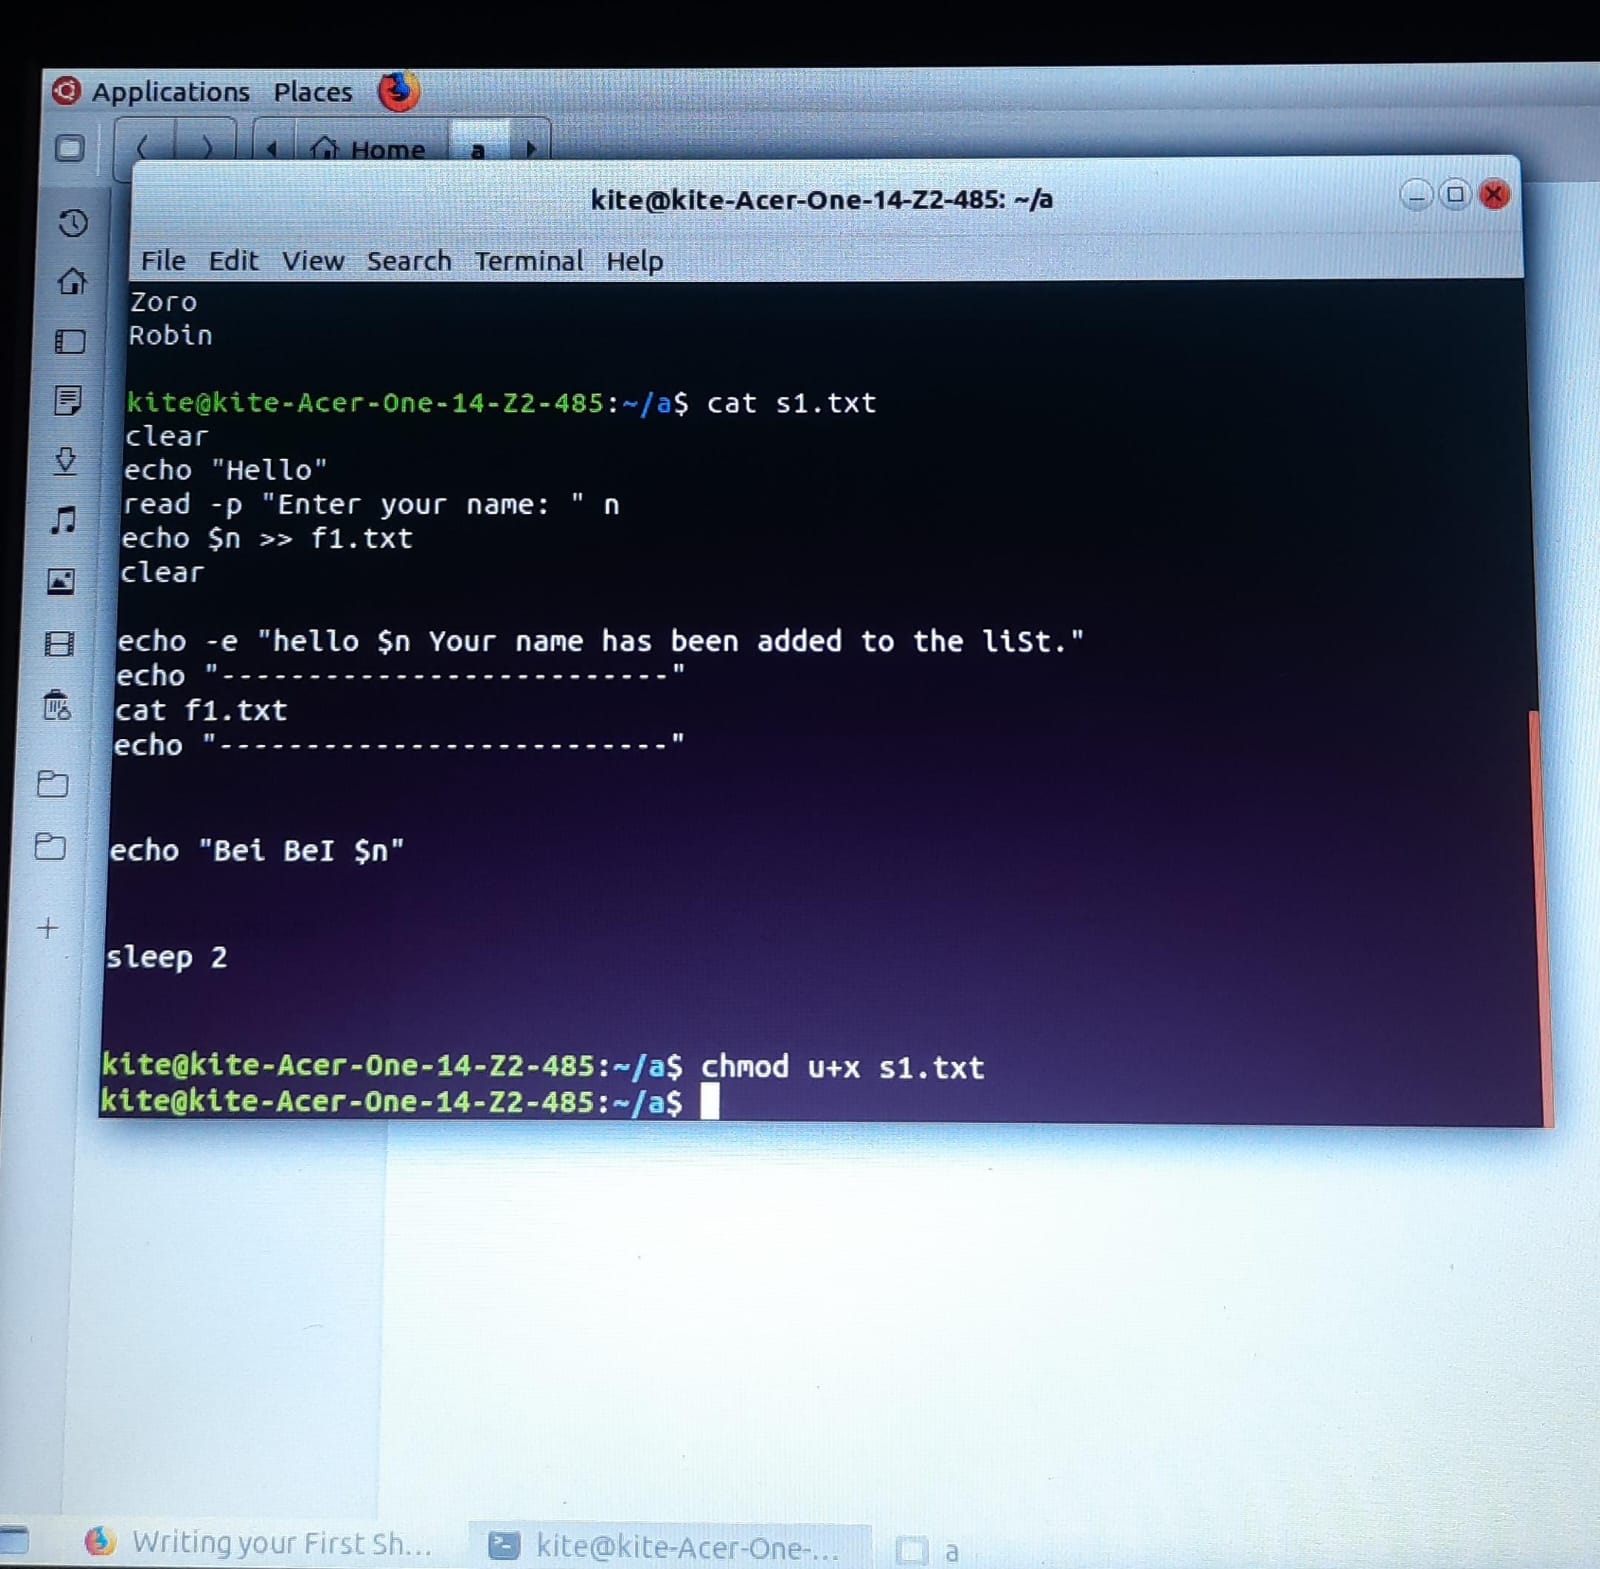 Applications Places
Home a
kite@kite-Acer-One-14-Z2-485: ~/a
File Edit View Search Terminal Help
Zoro
Robin
kite@kite-Acer-One-14-Z2-485:~/a$ cat s1.txt
clear
echo "Hello"
read -p "Enter your name: " n
echo $n >> f1.txt
clear
echo -e "hello $n Your name has been added to the liSt."
echo "--------------------------"
cat f1.txt
echo "--------------------------"
echo "Bei BeI $n"
sleep 2
kite@kite-Acer-One-14-Z2-485:~/a$ chmod u+x s1.txt
kite@kite-Acer-One-14-Z2-485:~/a$
Writing your First Sh... kite@kite-Acer-One-... a